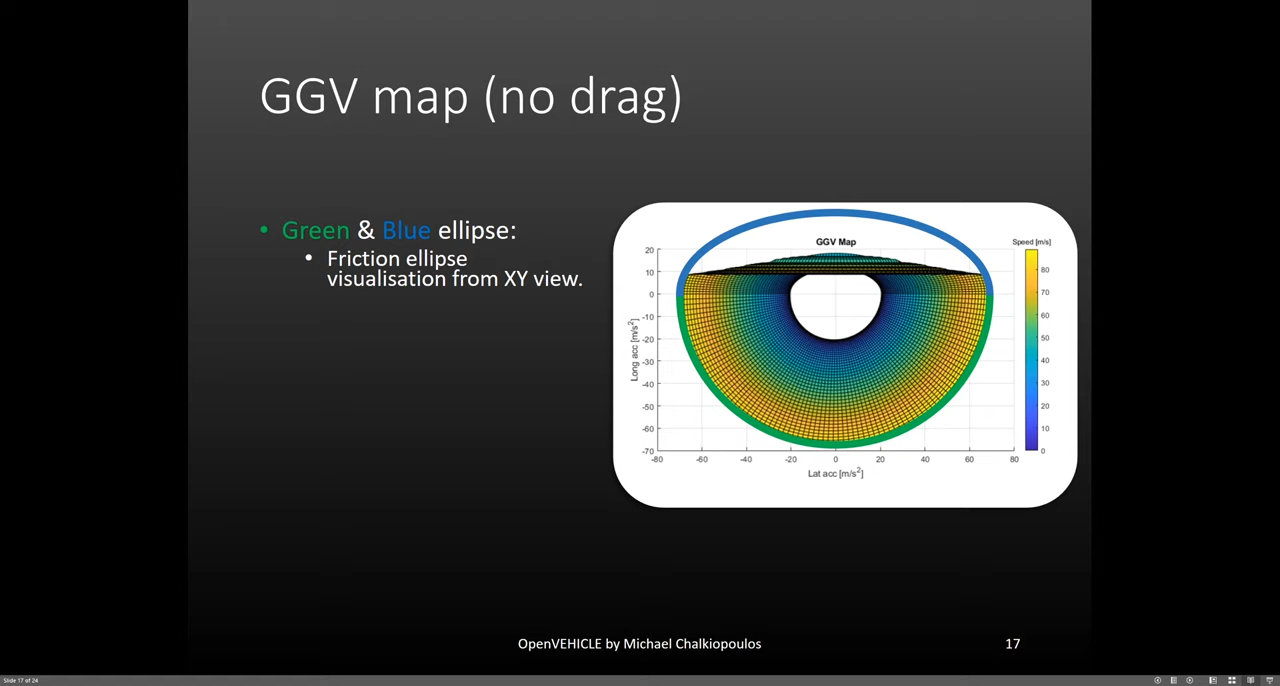 GGV map (no drag)
• Green & Blue ellipse:
• Friction ellipse
visualisation from XY view.
GGV Map
Speed [m/s]
20
10
0
-10
-20
-30
-40
-50
-60
-70
Long acc [m/s²]
-80
-60
-40
-20
0
20
40
60
80
Lat acc [m/s²]
80
70
60
50
40
30
20
10
0
OpenVEHICLE by Michael Chalkiopoulos
17
Slide 17 of 24